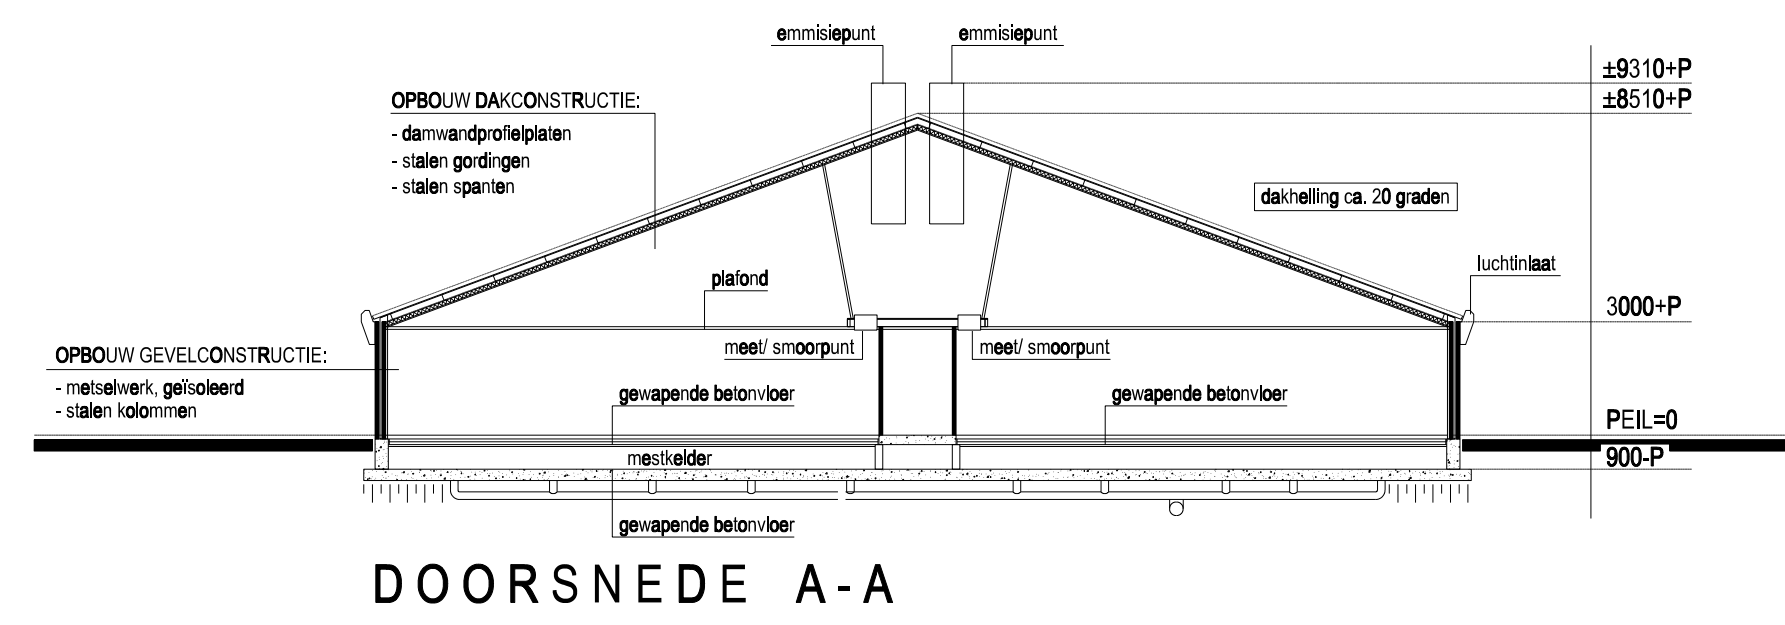 emmisiepunt
emmisiepunt
±9310+P
±8510+P
OPBOUW DAKCONSTRUCTIE:
- damwandprofielplaten
- stalen gordingen
- stalen spanten
dakhelling ca. 20 graden
luchtinlaat
plafond
3000+P
meet/ smoorpunt
meet/ smoorpunt
OPBOUW GEVELCONSTRUCTIE:
- metselwerk, geïsoleerd
- stalen kolommen
gewapende betonvloer
gewapende betonvloer
PEIL=0
mestkelder
900-P
gewapende betonvloer
DOORSNEDE A-A